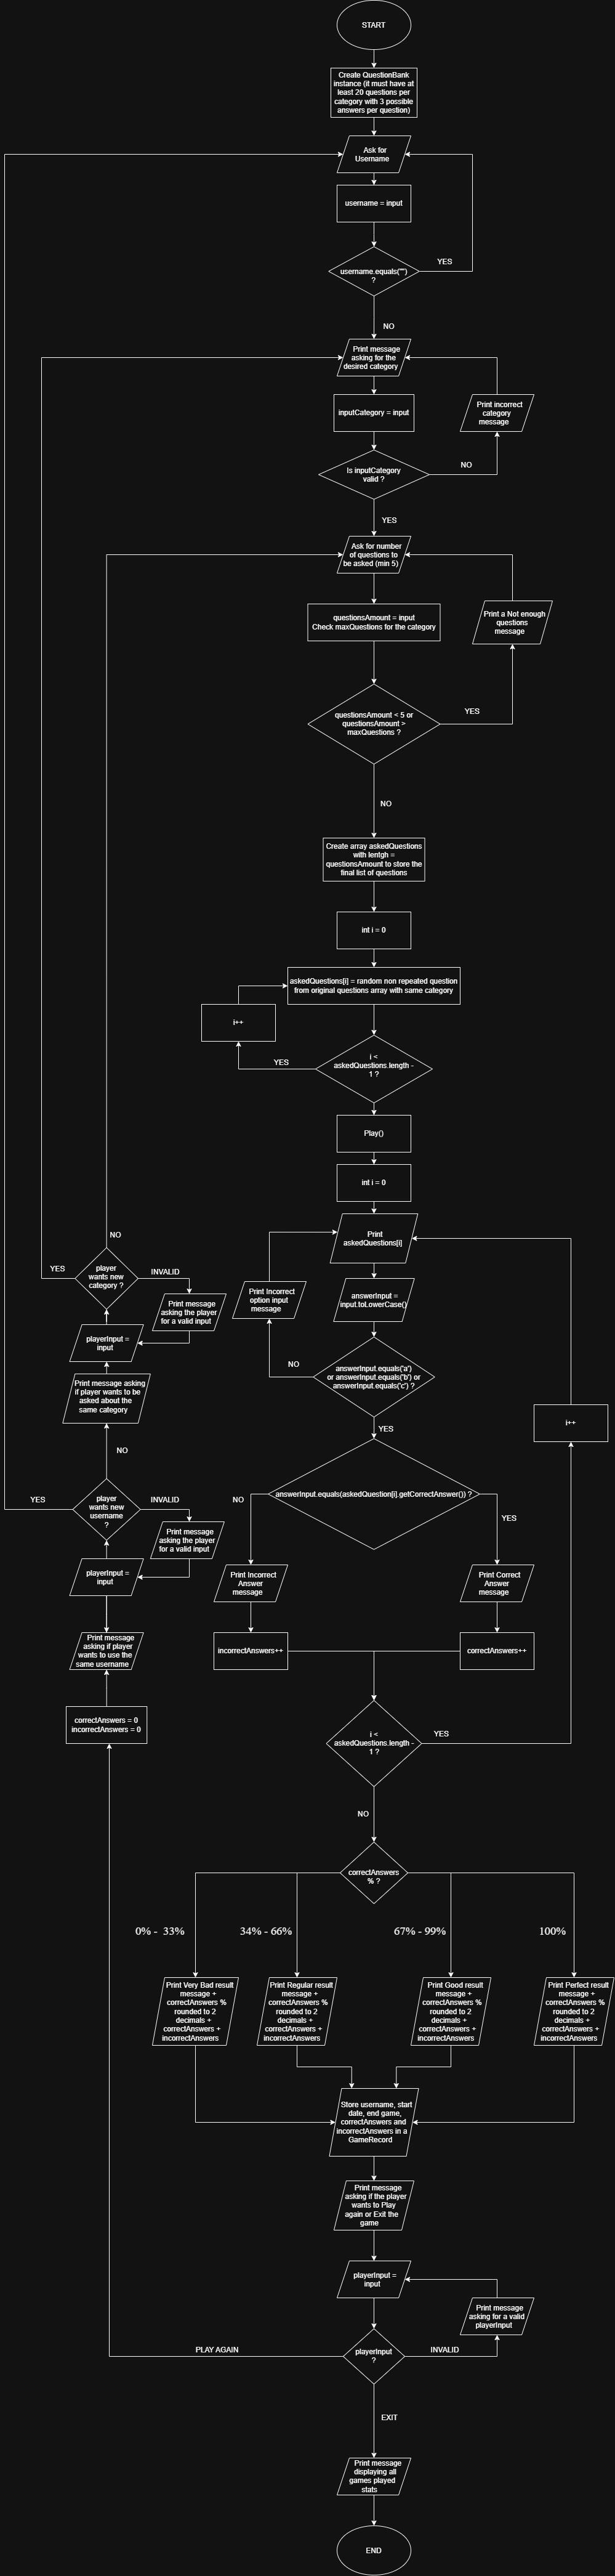 START
Create QuestionBank
instance (it must have at
least 20 questions per
category with 3 possible
answers per question)
Ask for
Username
username = input
username.equals("")
?
YES
NO
Print message
asking for the
desired category
inputCategory = input
Print incorrect
category
message
Is inputCategory
valid ?
NO
YES
Ask for number
of questions to
be asked (min 5)
questionsAmount = input
Check maxQuestions for the category
Print a Not enough
questions
message
questionsAmount < 5 or
questionsAmount >
maxQuestions ?
YES
NO
Create array askedQuestions
with lentgh =
questionsAmount to store the
final list of questions
int i = 0
askedQuestions[i] = random non repeated question
from original questions array with same category
i++
i <
askedQuestions.length -
1 ?
YES
Play()
int i = 0
Print
askedQuestions[i]
NO
YES
player
wants new
category ?
INVALID
Print message
asking the player
for a valid input
playerInput =
input
Print message asking
if player wants to be
asked about the
same category
NO
Print Incorrect
option input
message
answerInput =
input.toLowerCase()
answerInput.equals('a')
or answerInput.equals('b') or
answerInput.equals('c') ?
NO
YES
i++
answerInput.equals(askedQuestion[i].getCorrectAnswer()) ?
NO
YES
YES
player
wants new
username
?
INVALID
Print message
asking the player
for a valid input
playerInput =
input
Print message
asking if player
wants to use the
same username
correctAnswers = 0
incorrectAnswers = 0
Print Incorrect
Answer
message
Print Correct
Answer
message
incorrectAnswers++
correctAnswers++
i <
askedQuestions.length -
1 ?
YES
NO
correctAnswers
% ?
0% - 33%
34% - 66%
67% - 99%
100%
Print Very Bad result
message +
correctAnswers %
rounded to 2
decimals +
correctAnswers +
incorrectAnswers
Print Regular result
message +
correctAnswers %
rounded to 2
decimals +
correctAnswers +
incorrectAnswers
Print Good result
message +
correctAnswers %
rounded to 2
decimals +
correctAnswers +
incorrectAnswers
Print Perfect result
message +
correctAnswers %
rounded to 2
decimals +
correctAnswers +
incorrectAnswers
Store username, start
date, end game,
correctAnswers and
incorrectAnswers in a
GameRecord
Print message
asking if the player
wants to Play
again or Exit the
game
playerInput =
input
Print message
asking for a valid
playerInput
playerInput
?
PLAY AGAIN
INVALID
EXIT
Print message
displaying all
games played
stats
END